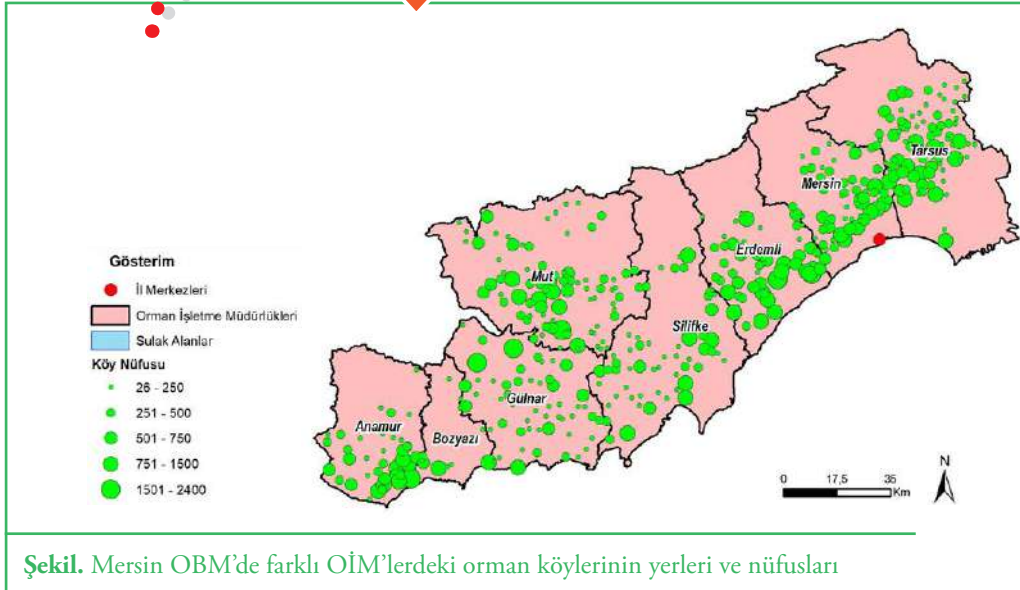 Tarsus
Mersin
Erdemli
Mut
Silifke
Gülnar
Anamur
Bozyazı
Gösterim
İl Merkezleri
Orman İşletme Müdürlükleri
Sulak Alanlar
Köy Nüfusu
26 - 250
251 - 500
501 - 750
751 - 1500
1501 - 2400
0 17,5 35
Km
N
Şekil. Mersin OBM’de farklı OİM’lerdeki orman köylerinin yerleri ve nüfusları